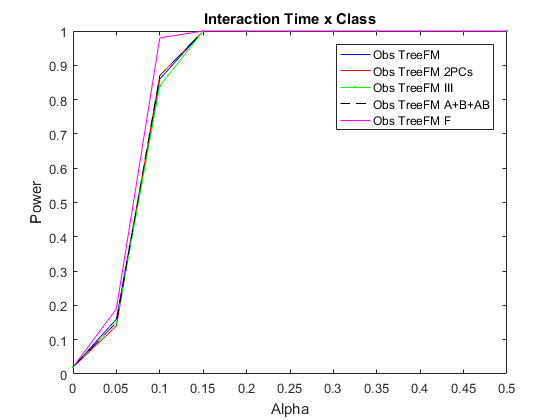 Interaction Time x Class
1
0.9
0.8
0.7
0.6
0.5
0.4
0.3
0.2
0.1
0
Power
Obs TreeFM
Obs TreeFM 2PCs
Obs TreeFM III
Obs TreeFM A+B+AB
Obs TreeFM F
0 0.05 0.1 0.15 0.2 0.25 0.3 0.35 0.4 0.45 0.5
Alpha